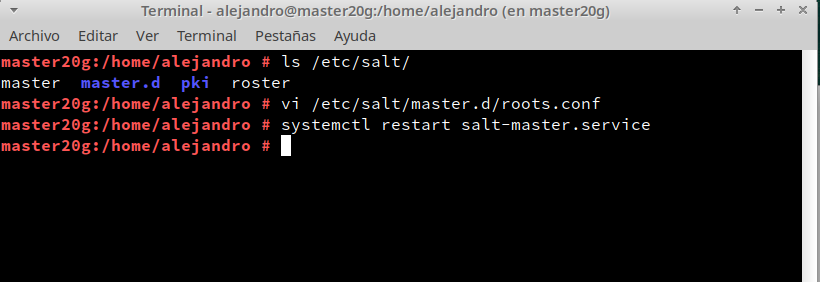 Terminal - alejandro@master20g:/home/alejandro (en master20g)
Archivo Editar Ver Terminal Pestañas Ayuda
master20g:/home/alejandro # ls /etc/salt/
master master.d pki roster
master20g:/home/alejandro # vi /etc/salt/master.d/roots.conf
master20g:/home/alejandro # systemctl restart salt-master.service
master20g:/home/alejandro #